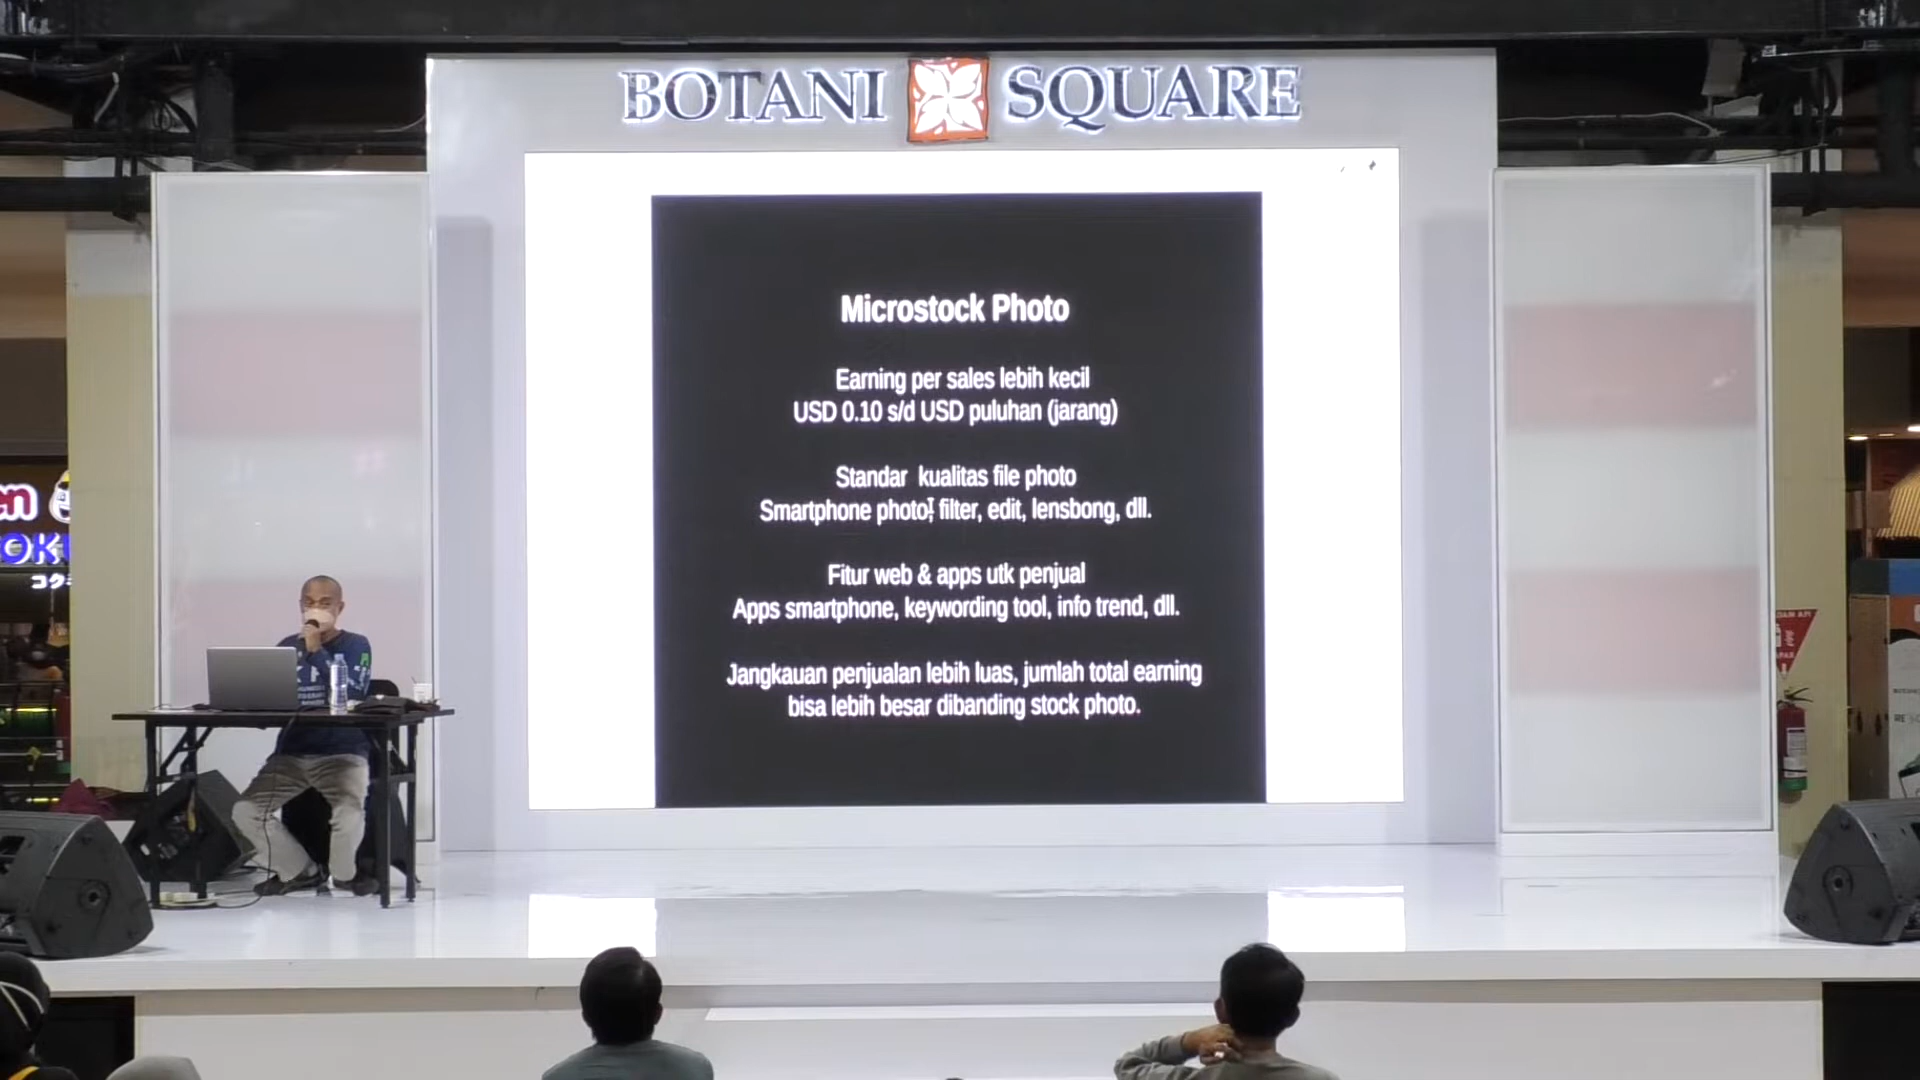 BOTANI SQUARE
Microstock Photo
Earning per sales lebih kecil
USD 0.10 s/d USD puluhan (jarang)
Standar kualitas file photo
Smartphone photo, filter, edit, lensbong, dll.
Fitur web & apps utk penjual
Apps smartphone, keywording tool, info trend, dll.
Jangkauan penjualan lebih luas, jumlah total earning
bisa lebih besar dibanding stock photo.